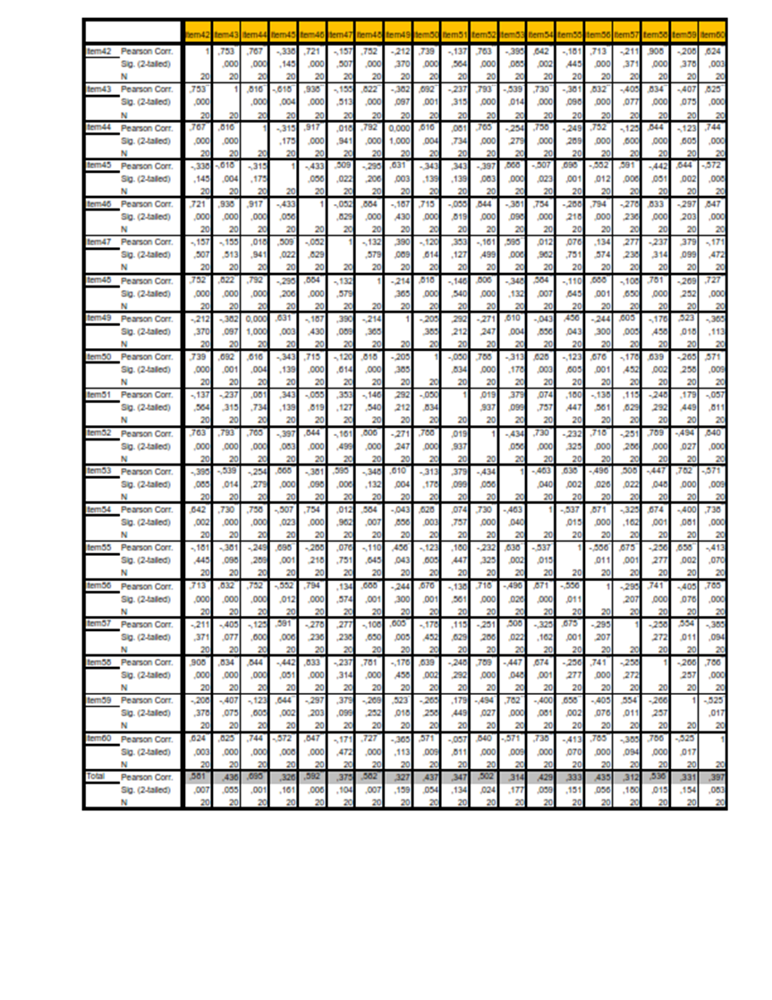 item42 item43 item44 item45 item46 item47 item48 item49 item50 item51 item52 item53 item54 item55 item56 item57 item58 item59 item60
item42 Pearson Corr. 1 ,753 ,767 -,338 ,721 -,157 ,752 -,212 ,739 -,137 ,763 -,395 ,642 -,181 ,713 -,211 ,908 -,208 ,624
Sig. (2-tailed) ,000 ,000 ,145 ,000 ,507 ,000 ,370 ,000 ,564 ,000 ,085 ,002 ,445 ,000 ,371 ,000 ,378 ,003
N 20 20 20 20 20 20 20 20 20 20 20 20 20 20 20 20 20 20 20
item43 Pearson Corr. ,753 1 ,816 -,618 ,938 -,155 ,822 -,382 ,692 -,237 ,793 -,539 ,730 -,381 ,832 -,405 ,834 -,407 ,825
Sig. (2-tailed) ,000 ,000 ,004 ,000 ,513 ,000 ,097 ,001 ,315 ,000 ,014 ,000 ,098 ,000 ,077 ,000 ,075 ,000
N 20 20 20 20 20 20 20 20 20 20 20 20 20 20 20 20 20 20 20
item44 Pearson Corr. ,767 ,816 1 -,315 ,917 ,018 ,792 0,000 ,616 ,081 ,765 -,254 ,758 -,249 ,752 -,125 ,844 -,123 ,744
Sig. (2-tailed) ,000 ,000 ,175 ,000 ,941 ,000 1,000 ,004 ,734 ,000 ,279 ,000 ,289 ,000 ,600 ,000 ,605 ,000
N 20 20 20 20 20 20 20 20 20 20 20 20 20 20 20 20 20 20 20
item45 Pearson Corr. -,338 -,618 -,315 1 -,433 ,509 -,295 ,631 -,343 ,343 -,397 ,668 -,507 ,698 -,552 ,591 -,442 ,644 -,572
Sig. (2-tailed) ,145 ,004 ,175 ,056 ,022 ,206 ,003 ,139 ,139 ,083 ,000 ,023 ,001 ,012 ,006 ,051 ,002 ,008
N 20 20 20 20 20 20 20 20 20 20 20 20 20 20 20 20 20 20 20
item46 Pearson Corr. ,721 ,938 ,917 -,433 1 -,052 ,884 -,187 ,715 -,055 ,844 -,381 ,754 -,288 ,794 -,278 ,833 -,297 ,847
Sig. (2-tailed) ,000 ,000 ,000 ,056 ,829 ,000 ,430 ,000 ,819 ,000 ,098 ,000 ,218 ,000 ,236 ,000 ,203 ,000
N 20 20 20 20 20 20 20 20 20 20 20 20 20 20 20 20 20 20 20
item47 Pearson Corr. -,157 -,155 ,018 ,509 -,052 1 -,132 ,390 -,120 ,353 -,161 ,595 ,012 ,076 ,134 ,277 -,237 ,379 -,171
Sig. (2-tailed) ,507 ,513 ,941 ,022 ,829 ,579 ,089 ,614 ,127 ,499 ,006 ,962 ,751 ,574 ,238 ,314 ,099 ,472
N 20 20 20 20 20 20 20 20 20 20 20 20 20 20 20 20 20 20 20
item48 Pearson Corr. ,752 ,822 ,792 -,295 ,884 -,132 1 -,214 ,818 -,146 ,806 -,348 ,584 -,110 ,688 -,108 ,781 -,269 ,727
Sig. (2-tailed) ,000 ,000 ,000 ,206 ,000 ,579 ,365 ,000 ,540 ,000 ,132 ,007 ,645 ,001 ,650 ,000 ,252 ,000
N 20 20 20 20 20 20 20 20 20 20 20 20 20 20 20 20 20 20 20
item49 Pearson Corr. -,212 -,382 0,000 ,631 -,187 ,390 -,214 1 -,205 ,292 -,271 ,610 -,043 ,456 -,244 ,605 -,176 ,523 -,365
Sig. (2-tailed) ,370 ,097 1,000 ,003 ,430 ,089 ,365 ,385 ,212 ,247 ,004 ,856 ,043 ,300 ,005 ,458 ,018 ,113
N 20 20 20 20 20 20 20 20 20 20 20 20 20 20 20 20 20 20 20
item50 Pearson Corr. ,739 ,692 ,616 -,343 ,715 -,120 ,818 -,205 1 -,050 ,788 -,313 ,628 -,123 ,676 -,178 ,639 -,265 ,571
Sig. (2-tailed) ,000 ,001 ,004 ,139 ,000 ,614 ,000 ,385 ,834 ,000 ,178 ,003 ,605 ,001 ,452 ,002 ,258 ,009
N 20 20 20 20 20 20 20 20 20 20 20 20 20 20 20 20 20 20 20
item51 Pearson Corr. -,137 -,237 ,081 ,343 -,055 ,353 -,146 ,292 -,050 1 ,019 ,379 ,074 ,180 -,138 ,115 -,248 ,179 -,057
Sig. (2-tailed) ,564 ,315 ,734 ,139 ,819 ,127 ,540 ,212 ,834 ,937 ,099 ,757 ,447 ,561 ,629 ,292 ,449 ,811
N 20 20 20 20 20 20 20 20 20 20 20 20 20 20 20 20 20 20 20
item52 Pearson Corr. ,763 ,793 ,765 -,397 ,844 -,161 ,806 -,271 ,788 ,019 1 -,434 ,730 -,232 ,718 -,251 ,789 -,494 ,840
Sig. (2-tailed) ,000 ,000 ,000 ,083 ,000 ,499 ,000 ,247 ,000 ,937 ,056 ,000 ,325 ,000 ,286 ,000 ,027 ,000
N 20 20 20 20 20 20 20 20 20 20 20 20 20 20 20 20 20 20 20
item53 Pearson Corr. -,395 -,539 -,254 ,668 -,381 ,595 -,348 ,610 -,313 ,379 -,434 1 -,463 ,638 -,496 ,508 -,447 ,782 -,571
Sig. (2-tailed) ,085 ,014 ,279 ,000 ,098 ,006 ,132 ,004 ,178 ,099 ,056 ,040 ,002 ,026 ,022 ,048 ,000 ,009
N 20 20 20 20 20 20 20 20 20 20 20 20 20 20 20 20 20 20 20
item54 Pearson Corr. ,642 ,730 ,758 -,507 ,754 ,012 ,584 -,043 ,628 ,074 ,730 -,463 1 -,537 ,871 -,325 ,674 -,400 ,738
Sig. (2-tailed) ,002 ,000 ,000 ,023 ,000 ,962 ,007 ,856 ,003 ,757 ,000 ,040 ,015 ,000 ,162 ,001 ,081 ,000
N 20 20 20 20 20 20 20 20 20 20 20 20 20 20 20 20 20 20 20
item55 Pearson Corr. -,181 -,381 -,249 ,698 -,288 ,076 -,110 ,456 -,123 ,180 -,232 ,638 -,537 1 -,556 ,675 -,256 ,658 -,413
Sig. (2-tailed) ,445 ,098 ,289 ,001 ,218 ,751 ,645 ,043 ,605 ,447 ,325 ,002 ,015 ,011 ,001 ,277 ,002 ,070
N 20 20 20 20 20 20 20 20 20 20 20 20 20 20 20 20 20 20 20
item56 Pearson Corr. ,713 ,832 ,752 -,552 ,794 ,134 ,688 -,244 ,676 -,138 ,718 -,496 ,871 -,556 1 -,295 ,741 -,405 ,785
Sig. (2-tailed) ,000 ,000 ,000 ,012 ,000 ,574 ,001 ,300 ,001 ,561 ,000 ,026 ,000 ,011 ,207 ,000 ,076 ,000
N 20 20 20 20 20 20 20 20 20 20 20 20 20 20 20 20 20 20 20
item57 Pearson Corr. -,211 -,405 -,125 ,591 -,278 ,277 -,108 ,605 -,178 ,115 -,251 ,508 -,325 ,675 -,295 1 -,258 ,554 -,385
Sig. (2-tailed) ,371 ,077 ,600 ,006 ,236 ,238 ,650 ,005 ,452 ,629 ,286 ,022 ,162 ,001 ,207 ,272 ,011 ,094
N 20 20 20 20 20 20 20 20 20 20 20 20 20 20 20 20 20 20 20
item58 Pearson Corr. ,908 ,834 ,844 -,442 ,833 -,237 ,781 -,176 ,639 -,248 ,789 -,447 ,674 -,256 ,741 -,258 1 -,266 ,786
Sig. (2-tailed) ,000 ,000 ,000 ,051 ,000 ,314 ,000 ,458 ,002 ,292 ,000 ,048 ,001 ,277 ,000 ,272 ,257 ,000
N 20 20 20 20 20 20 20 20 20 20 20 20 20 20 20 20 20 20 20
item59 Pearson Corr. -,208 -,407 -,123 ,644 -,297 ,379 -,269 ,523 -,265 ,179 -,494 ,782 -,400 ,658 -,405 ,554 -,266 1 -,525
Sig. (2-tailed) ,378 ,075 ,605 ,002 ,203 ,099 ,252 ,018 ,258 ,449 ,027 ,000 ,081 ,002 ,076 ,011 ,257 ,017
N 20 20 20 20 20 20 20 20 20 20 20 20 20 20 20 20 20 20 20
item60 Pearson Corr. ,624 ,825 ,744 -,572 ,847 -,171 ,727 -,365 ,571 -,057 ,840 -,571 ,738 -,413 ,785 -,385 ,786 -,525 1
Sig. (2-tailed) ,003 ,000 ,000 ,008 ,000 ,472 ,000 ,113 ,009 ,811 ,000 ,009 ,000 ,070 ,000 ,094 ,000 ,017
N 20 20 20 20 20 20 20 20 20 20 20 20 20 20 20 20 20 20 20
Total Pearson Corr. ,581 ,436 ,695 ,326 ,592 ,375 ,582 ,327 ,437 ,347 ,502 ,314 ,429 ,333 ,435 ,312 ,536 ,331 ,397
Sig. (2-tailed) ,007 ,055 ,001 ,161 ,006 ,104 ,007 ,159 ,054 ,134 ,024 ,177 ,059 ,151 ,056 ,180 ,015 ,154 ,083
N 20 20 20 20 20 20 20 20 20 20 20 20 20 20 20 20 20 20 20